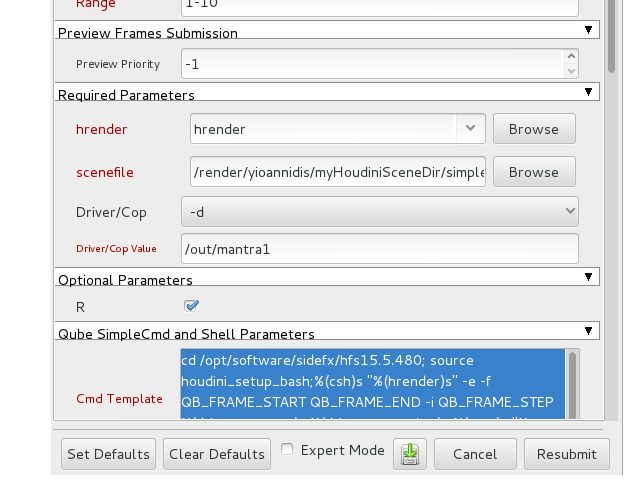 Range 1-10
Preview Frames Submission
Preview Priority -1
Required Parameters
hrender hrender Browse
scenefile /render/yioannidis/myHoudiniSceneDir/simple Browse
Driver/Cop -d
Driver/Cop Value /out/mantra1
Optional Parameters
R
Qube SimpleCmd and Shell Parameters
cd /opt/software/sidefx/hfs15.5.480; source
houdini_setup_bash;%(csh)s "%(hrender)s" -e -f
Cmd Template QB_FRAME_START QB_FRAME_END -i QB_FRAME_STEP
Set Defaults Clear Defaults Expert Mode Cancel Resubmit